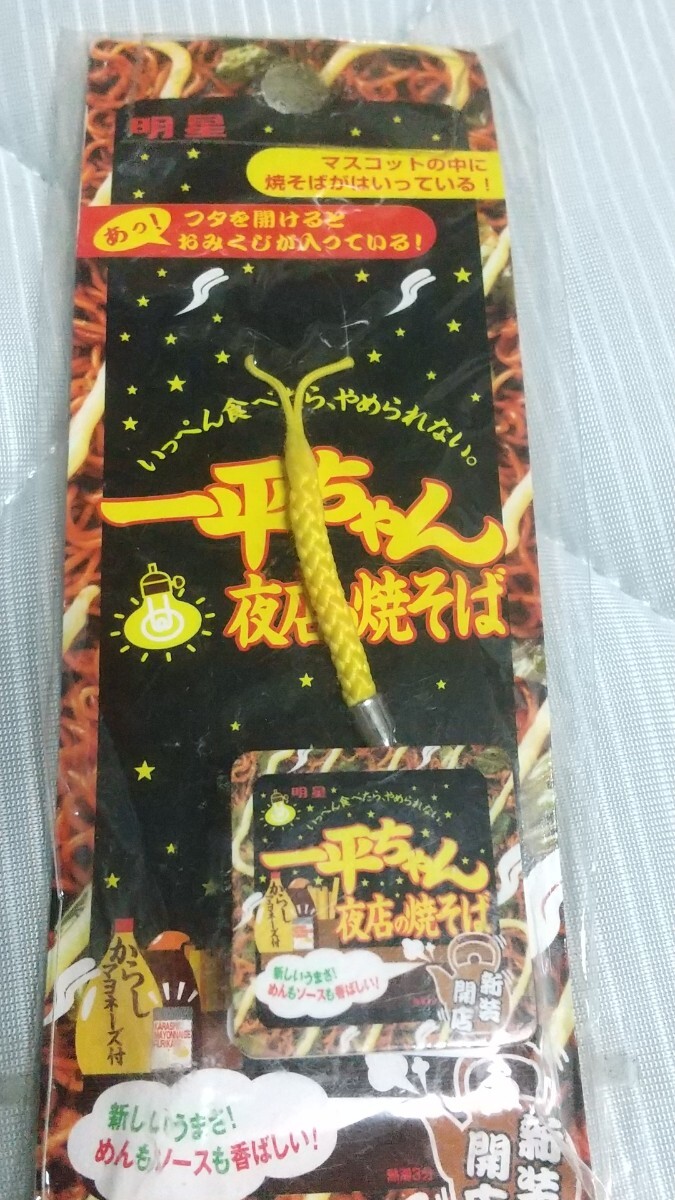 明星
マスコットの中に
焼そばがはいっている！
あっ！
フタを開けると
おみくじが入っている！
いっぺん食べたら、やめられない。
一平ちゃん
夜店の焼そば
明星
いっぺん食べたら、やめられない。
一平ちゃん
夜店の焼そば
からし
マヨネーズ付
新しいうまさ！
めんもソースも香ばしい！
新装
開店
からし
マヨネーズ付
KARASHI
MAYONNAISE
FURIKAKE
新しいうまさ！
めんもソースも香ばしい！
熱湯3分
新装
開店